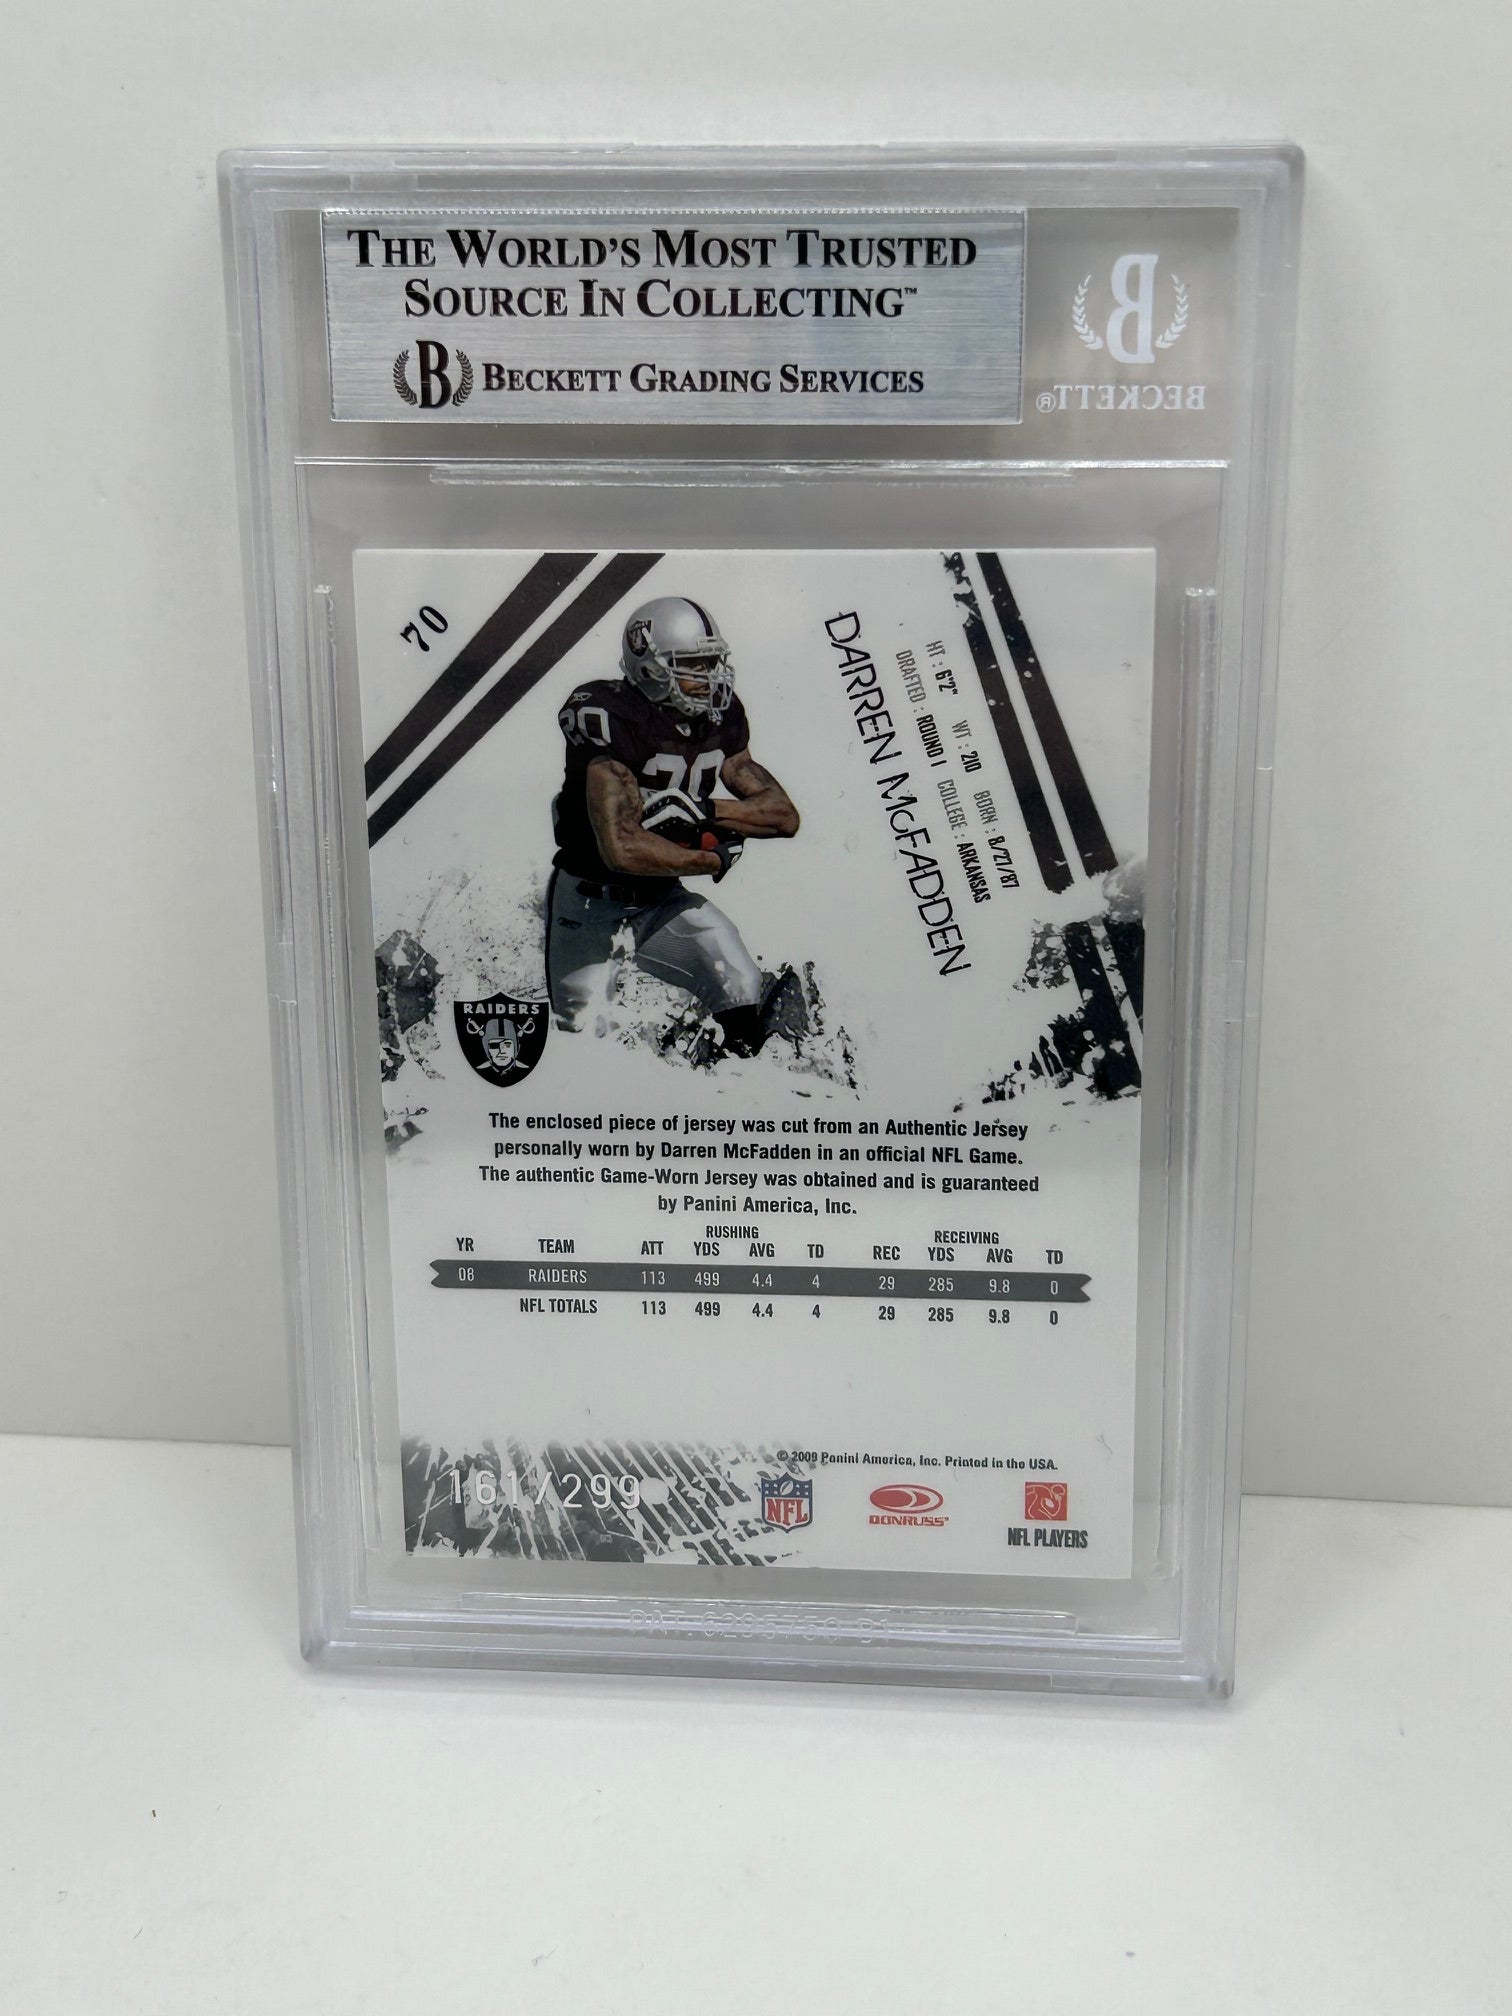 THE WORLD'S MOST TRUSTED
SOURCE IN COLLECTING™
B BECKETT GRADING SERVICES
B
BECKETT®
70
20
20
DARREN McFADDEN
HT : 6'2" WT : 210 BORN : 8/27/87
DRAFTED : ROUND 1 COLLEGE : ARKANSAS
RAIDERS
The enclosed piece of jersey was cut from an Authentic Jersey
personally worn by Darren McFadden in an official NFL Game.
The authentic Game-Worn Jersey was obtained and is guaranteed
by Panini America, Inc.
RUSHING RECEIVING
YR TEAM ATT YDS AVG TD REC YDS AVG TD
08 RAIDERS 113 499 4.4 4 29 285 9.8 0
NFL TOTALS 113 499 4.4 4 29 285 9.8 0
© 2009 Panini America, Inc. Printed in the USA.
161/299
NFL
DONRUSS
NFL PLAYERS
PAT. 6295750 B1